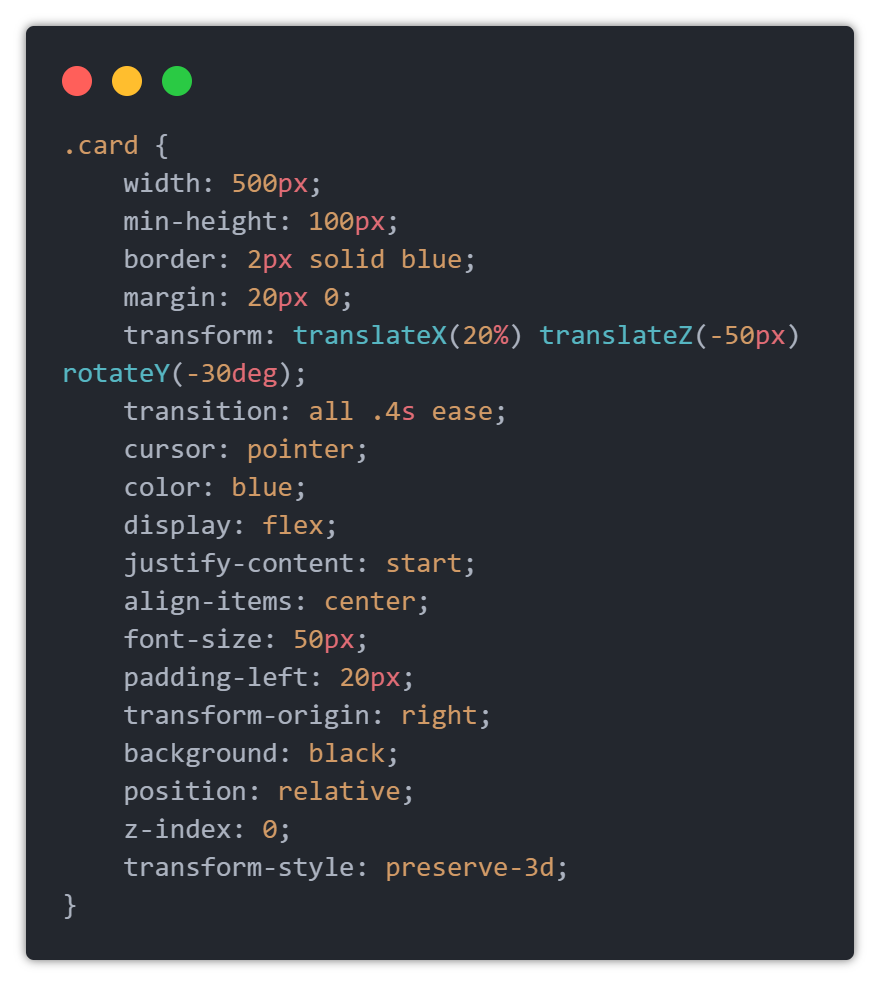 .card {
    width: 500px;
    min-height: 100px;
    border: 2px solid blue;
    margin: 20px 0;
    transform: translateX(20%) translateZ(-50px)
rotateY(-30deg);
    transition: all .4s ease;
    cursor: pointer;
    color: blue;
    display: flex;
    justify-content: start;
    align-items: center;
    font-size: 50px;
    padding-left: 20px;
    transform-origin: right;
    background: black;
    position: relative;
    z-index: 0;
    transform-style: preserve-3d;
}